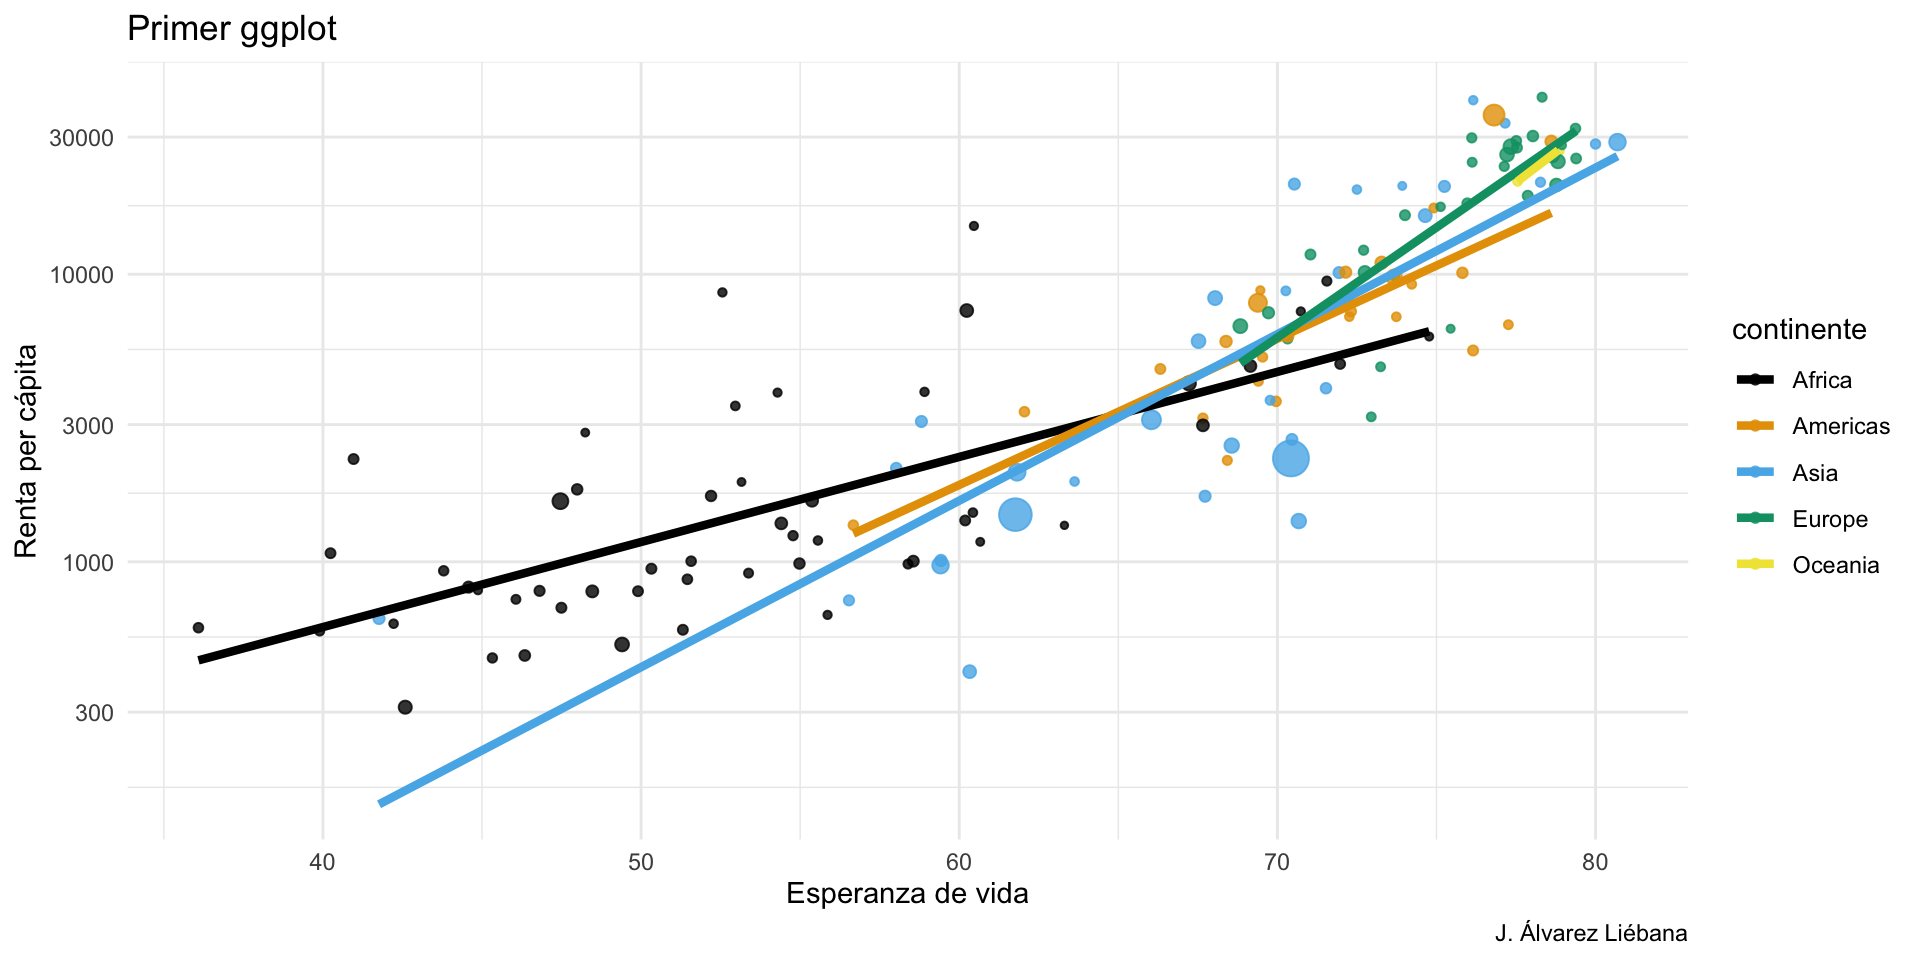 Primer ggplot
Renta per cápita
30000
10000
3000
1000
300
40 50 60 70 80
Esperanza de vida
continente
Africa
Americas
Asia
Europe
Oceania
J. Álvarez Liébana